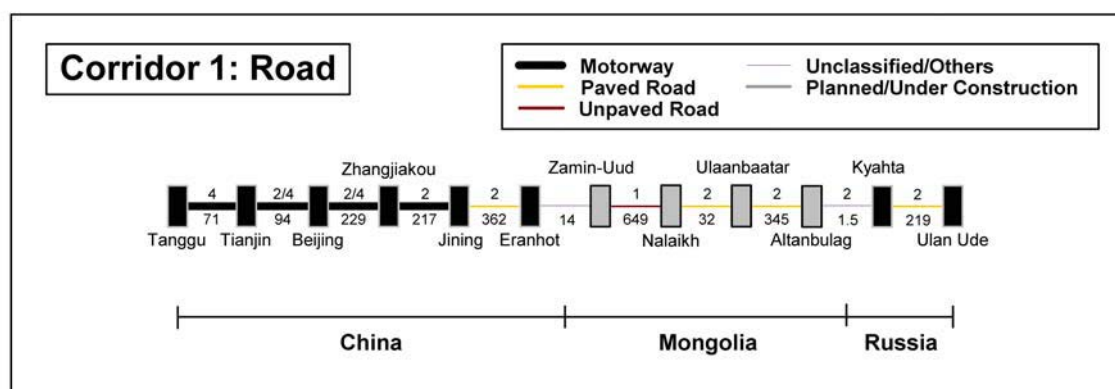 Corridor 1: Road
Motorway
Paved Road
Unpaved Road
Unclassified/Others
Planned/Under Construction
Zhangjiakou Zamin-Uud Ulaanbaatar Kyahta
4 2/4 2/4 2 2 1 2 2 2 2
71 94 229 217 362 14 649 32 345 1.5 219
Tanggu Tianjin Beijing Jining Eranhot Nalaikh Altanbulag Ulan Ude
China Mongolia Russia